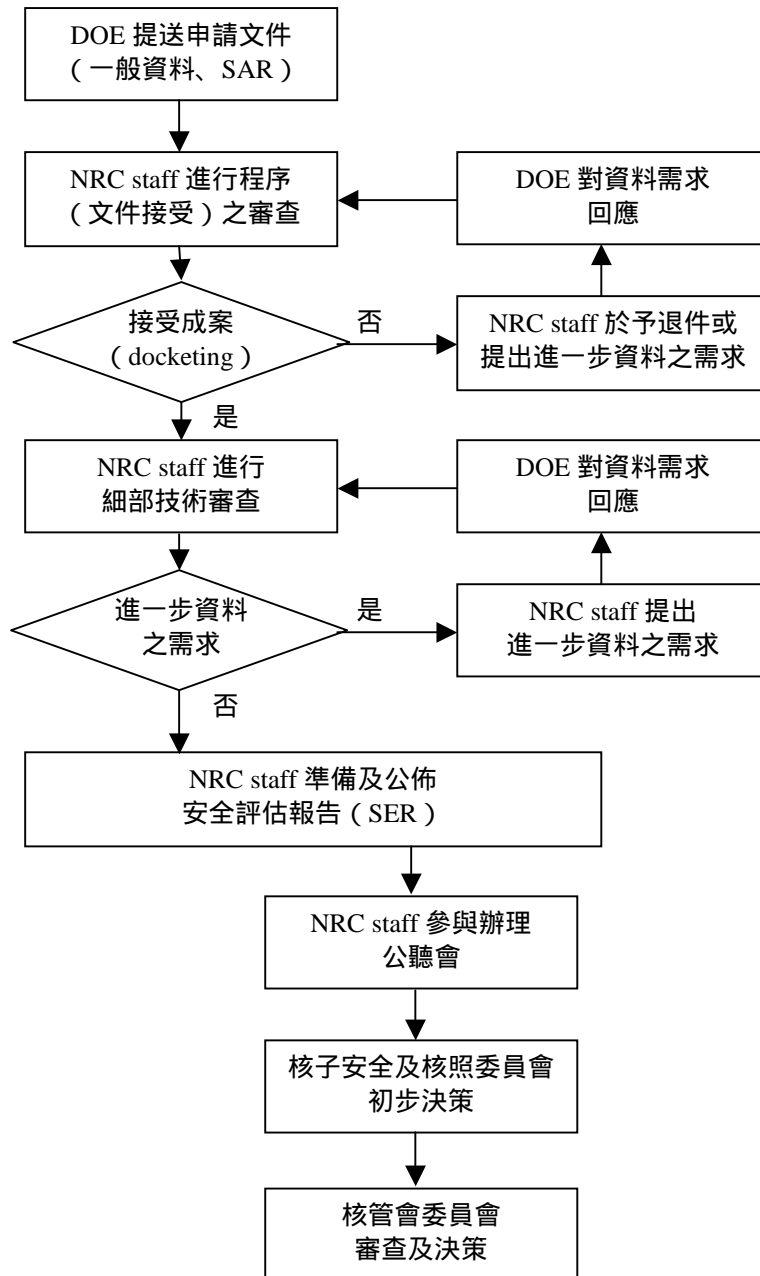 DOE 提送申請文件
（一般資料、SAR）
NRC staff 進行程序
（文件接受）之審查
DOE 對資料需求
回應
接受成案
（docketing）
否
NRC staff 於予退件或
提出進一步資料之需求
是
NRC staff 進行
細部技術審查
DOE 對資料需求
回應
進一步資料
之需求
是
NRC staff 提出
進一步資料之需求
否
NRC staff 準備及公佈
安全評估報告（SER）
NRC staff 參與辦理
公聽會
核子安全及核照委員會
初步決策
核管會委員會
審查及決策